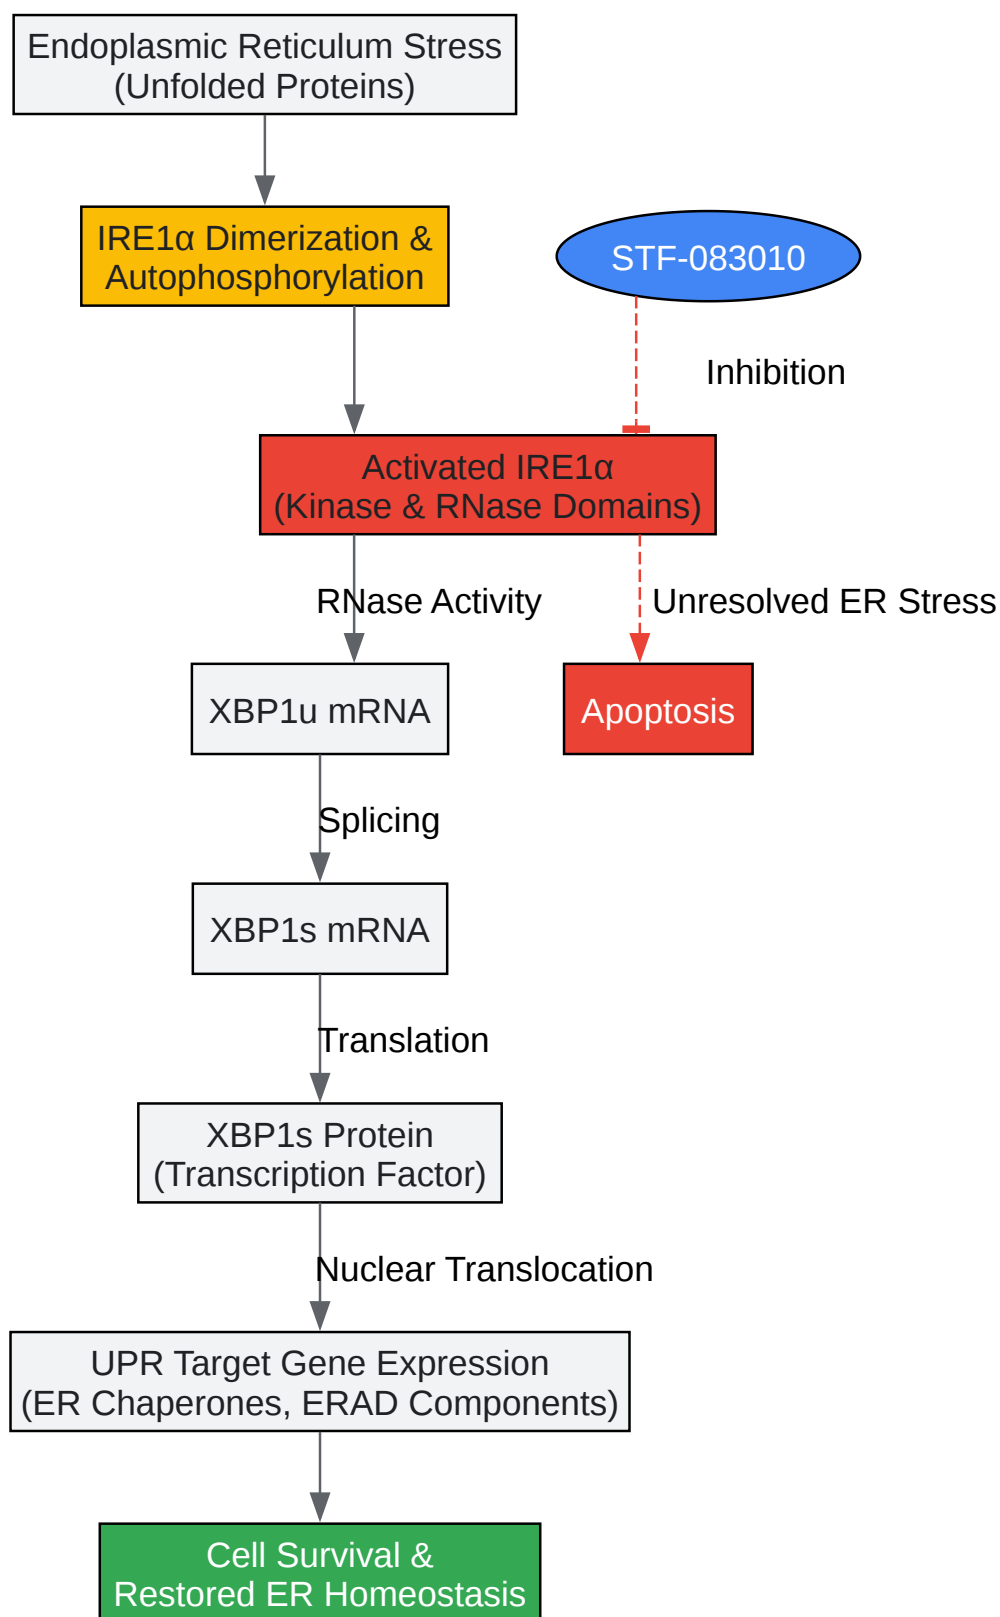 Endoplasmic Reticulum Stress
(Unfolded Proteins)
IRE1α Dimerization &
Autophosphorylation
STF-083010
Inhibition
Activated IRE1α
(Kinase & RNase Domains)
RNase Activity
Unresolved ER Stress
XBP1u mRNA
Apoptosis
Splicing
XBP1s mRNA
Translation
XBP1s Protein
(Transcription Factor)
Nuclear Translocation
UPR Target Gene Expression
(ER Chaperones, ERAD Components)
Cell Survival &
Restored ER Homeostasis